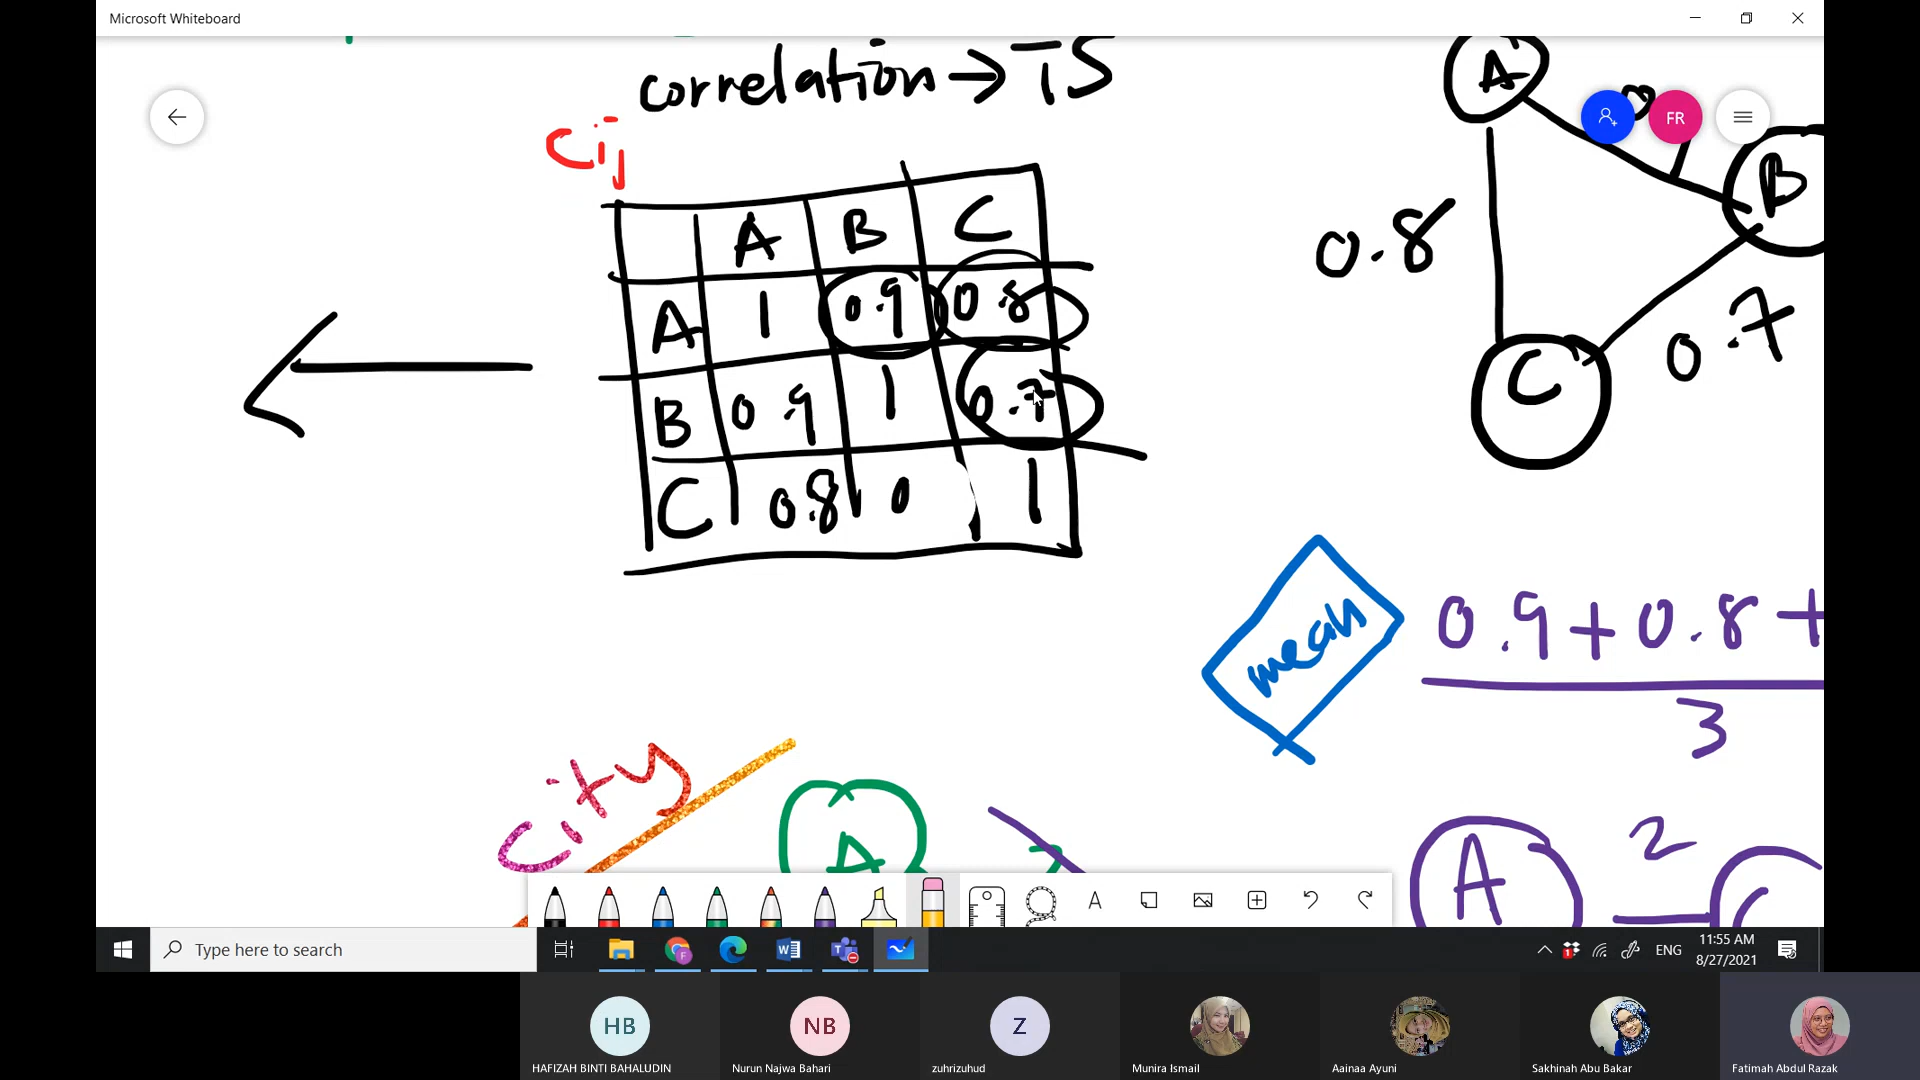 Microsoft Whiteboard
correlation → TS
Cij
A
FR
B
A B C
A 1 0.9 0.8
B 0.9 1 0.7
C 0.8 0 1
0.8
0.7
C
mean
0.9+0.8+
3
City
A
A 2
A
Type here to search
ENG
11:55 AM
8/27/2021
HB
NB
Z
HAFIZAH BINTI BAHALUDIN
Nurun Najwa Bahari
zuhrizuhud
Munira Ismail
Aainaa Ayuni
Sakhinah Abu Bakar
Fatimah Abdul Razak